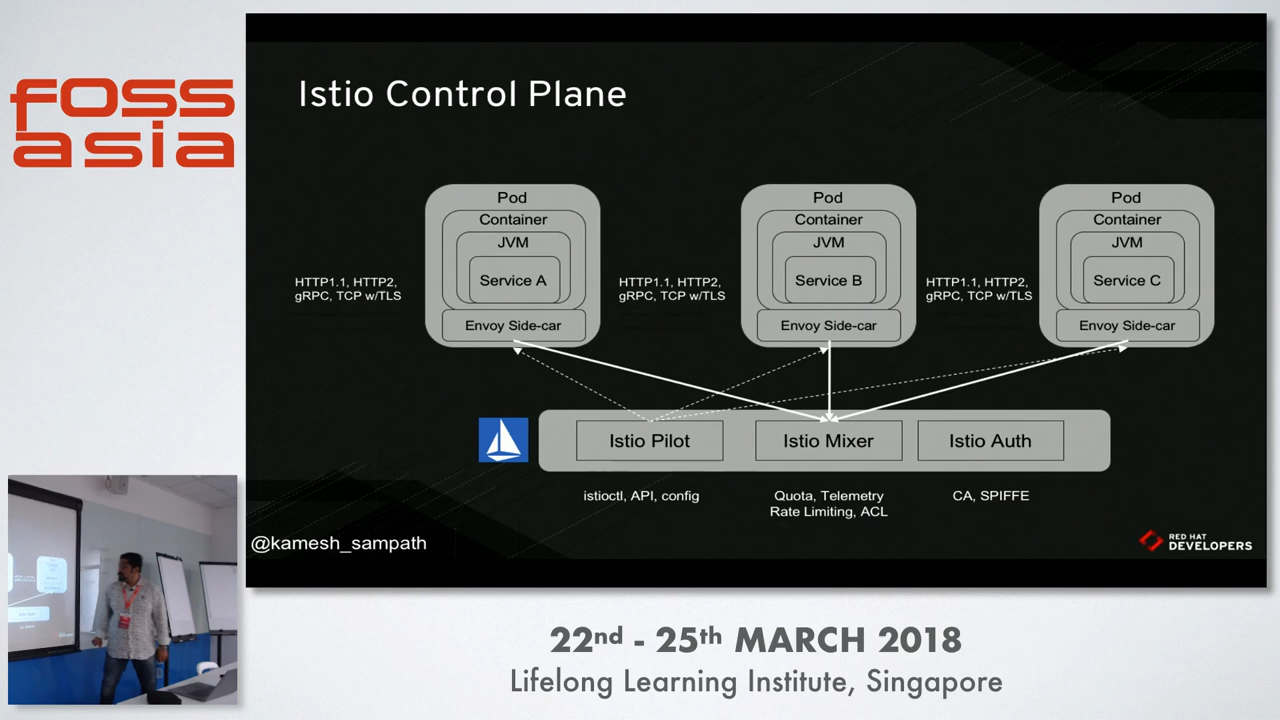 foss
asia
Istio Control Plane
Pod
Container
JVM
Service A
Envoy Side-car
Pod
Container
JVM
Service B
Envoy Side-car
Pod
Container
JVM
Service C
Envoy Side-car
HTTP1.1, HTTP2,
gRPC, TCP w/TLS
HTTP1.1, HTTP2,
gRPC, TCP w/TLS
HTTP1.1, HTTP2,
gRPC, TCP w/TLS
Istio Pilot
Istio Mixer
Istio Auth
istioctl, API, config
Quota, Telemetry
Rate Limiting, ACL
CA, SPIFFE
@kamesh_sampath
RED HAT
DEVELOPERS
22nd - 25th MARCH 2018
Lifelong Learning Institute, Singapore